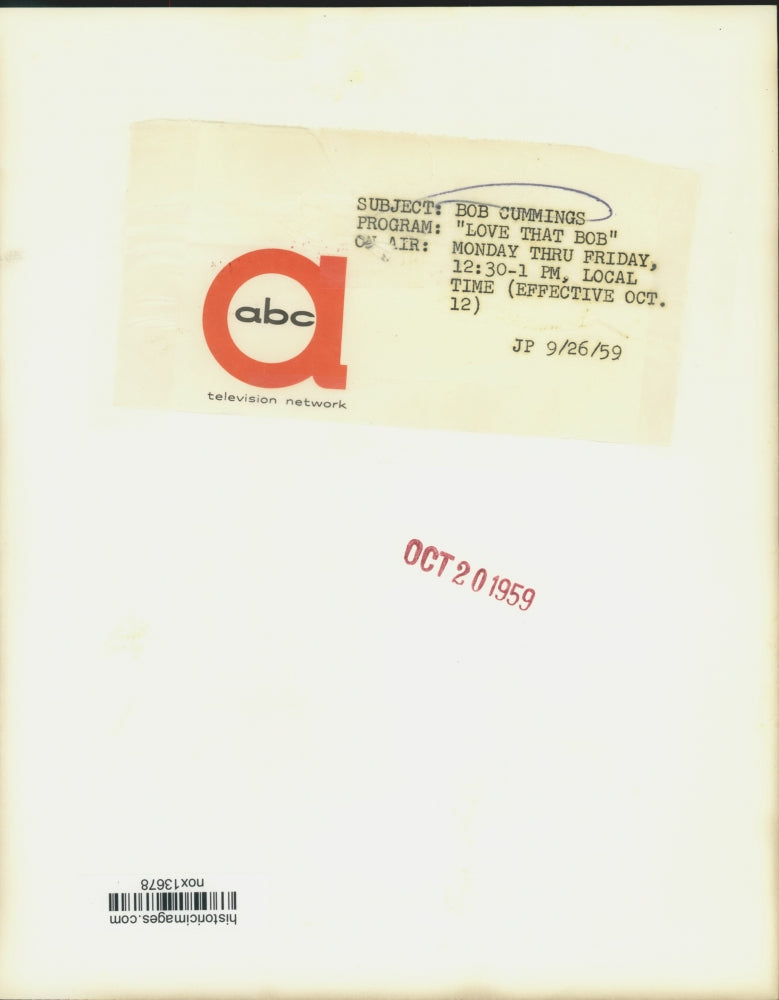 SUBJECT: BOB CUMMINGS
PROGRAM: "LOVE THAT BOB"
ON AIR: MONDAY THRU FRIDAY,
12:30-1 PM, LOCAL
TIME (EFFECTIVE OCT.
12)
JP 9/26/59
abc
television network
OCT 20 1959
historicimages.com
nox13678